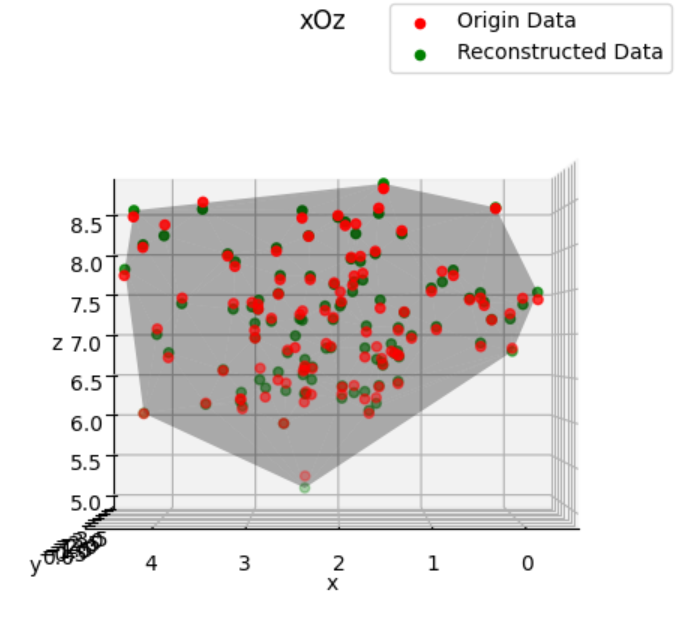 xOz
Origin Data
Reconstructed Data
8.5
8.0
7.5
z 7.0
6.5
6.0
5.5
5.0
y
4 3 2 1 0
x